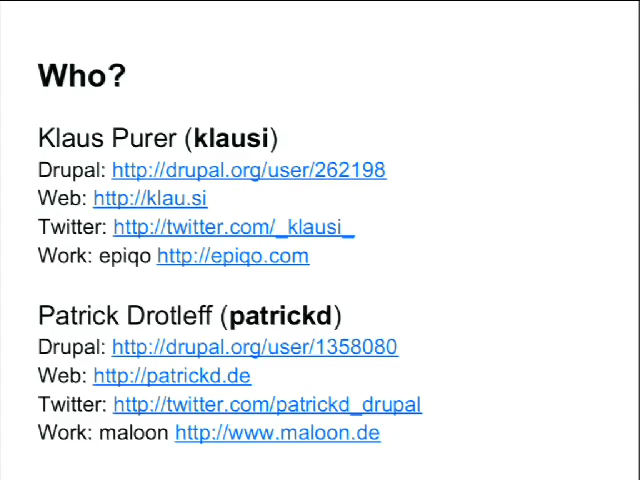 Who?
Klaus Purer (klausi)
Drupal: http://drupal.org/user/262198
Web: http://klau.si
Twitter: http://twitter.com/_klausi_
Work: epiqo http://epiqo.com
Patrick Drotleff (patrickd)
Drupal: http://drupal.org/user/1358080
Web: http://patrickd.de
Twitter: http://twitter.com/patrickd_drupal
Work: maloon http://www.maloon.de